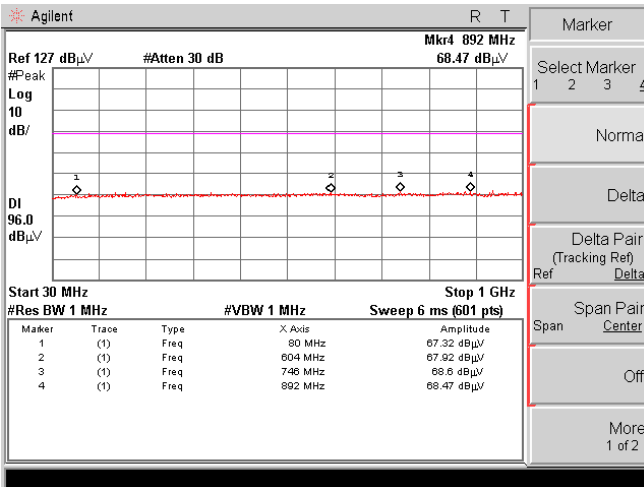 Agilent R T
Mkr4 892 MHz
Ref 127 dBµV #Atten 30 dB 68.47 dBµV
#Peak
Log
10
dB/
1 2 3 4
DI
96.0
dBµV
Start 30 MHz Stop 1 GHz
#Res BW 1 MHz #VBW 1 MHz Sweep 6 ms (601 pts)
Marker Trace Type X Axis Amplitude
1 (1) Freq 80 MHz 67.32 dBµV
2 (1) Freq 604 MHz 67.92 dBµV
3 (1) Freq 746 MHz 68.6 dBµV
4 (1) Freq 892 MHz 68.47 dBµV
Marker
Select Marker
1 2 3 4
Norma
Delta
Delta Pair
(Tracking Ref)
Ref Delta
Span Pair
Span Center
Off
More
1 of 2